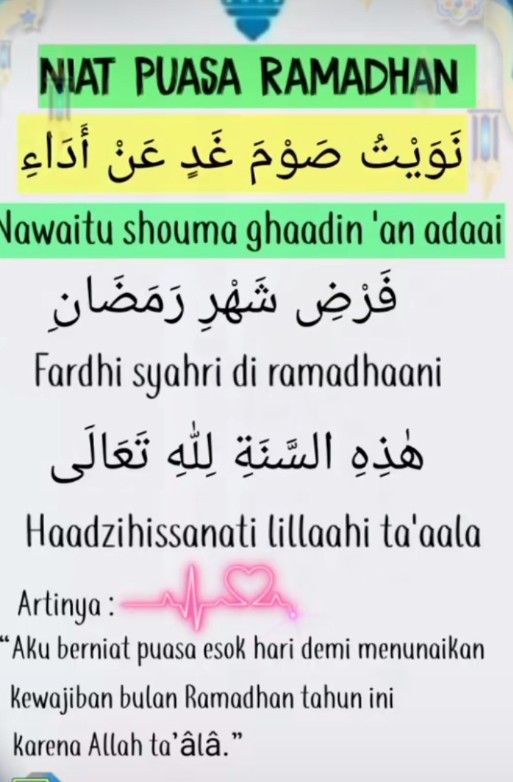 NIAT PUASA RAMADHAN
نَوَيْتُ صَوْمَ غَدٍ عَنْ أَدَاءِ
Nawaitu shouma ghaadin 'an adaai
فَرْضِ شَهْرِ رَمَضَانِ
Fardhi syahri di ramadhaani
هٰذِهِ السَّنَةِ لِلّٰهِ تَعَالَى
Haadzihissanati lillaahi ta'aala
Artinya :
“Aku berniat puasa esok hari demi menunaikan
kewajiban bulan Ramadhan tahun ini
karena Allah ta’âlâ.”